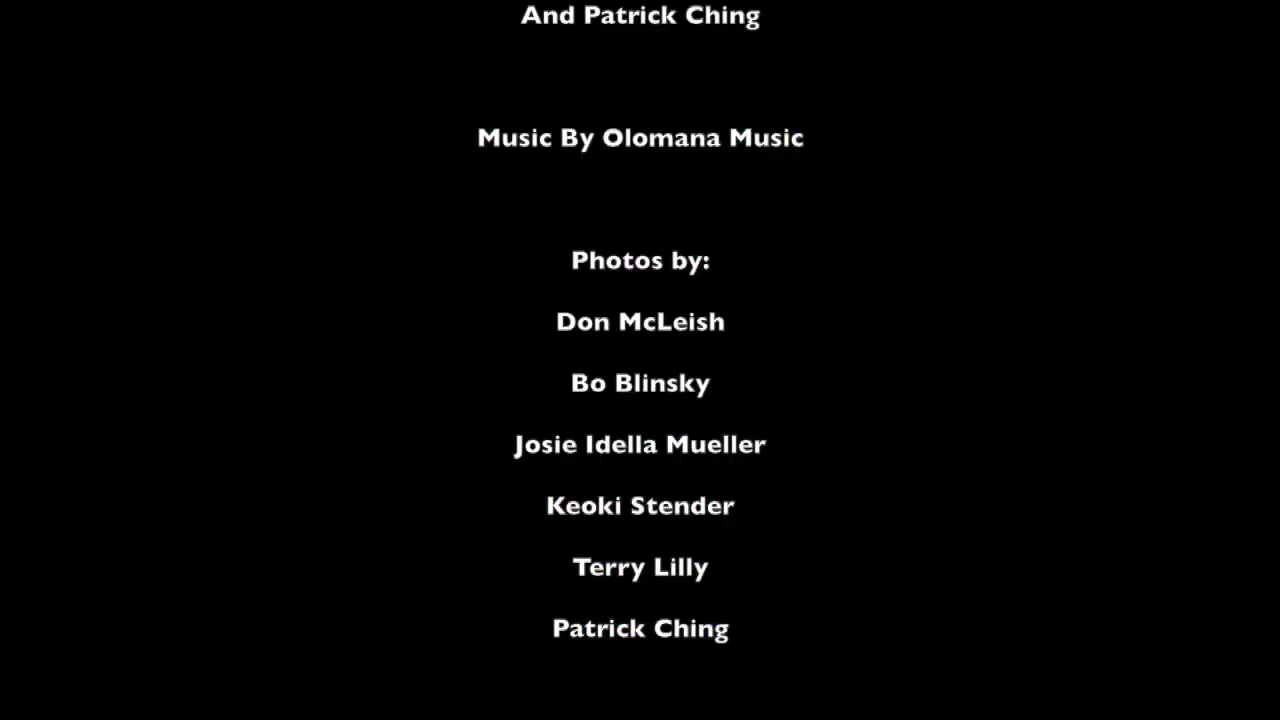 And Patrick Ching
Music By Olomana Music
Photos by:
Don McLeish
Bo Blinsky
Josie Idella Mueller
Keoki Stender
Terry Lilly
Patrick Ching